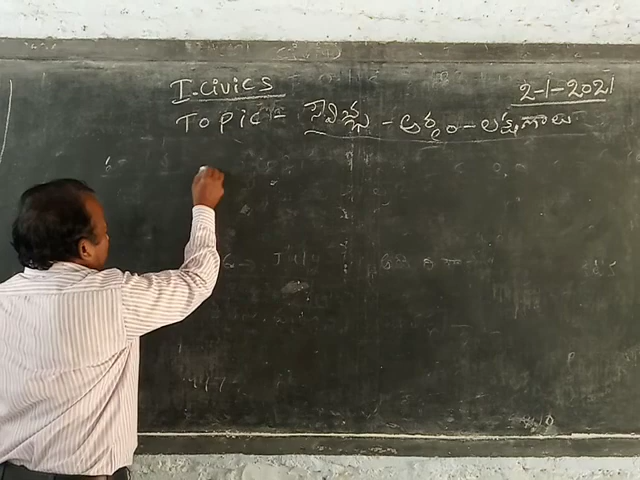 I-Civics 2-1-2021
Topic - సావిజ్ఞ - అర్థం - లక్షణాలు